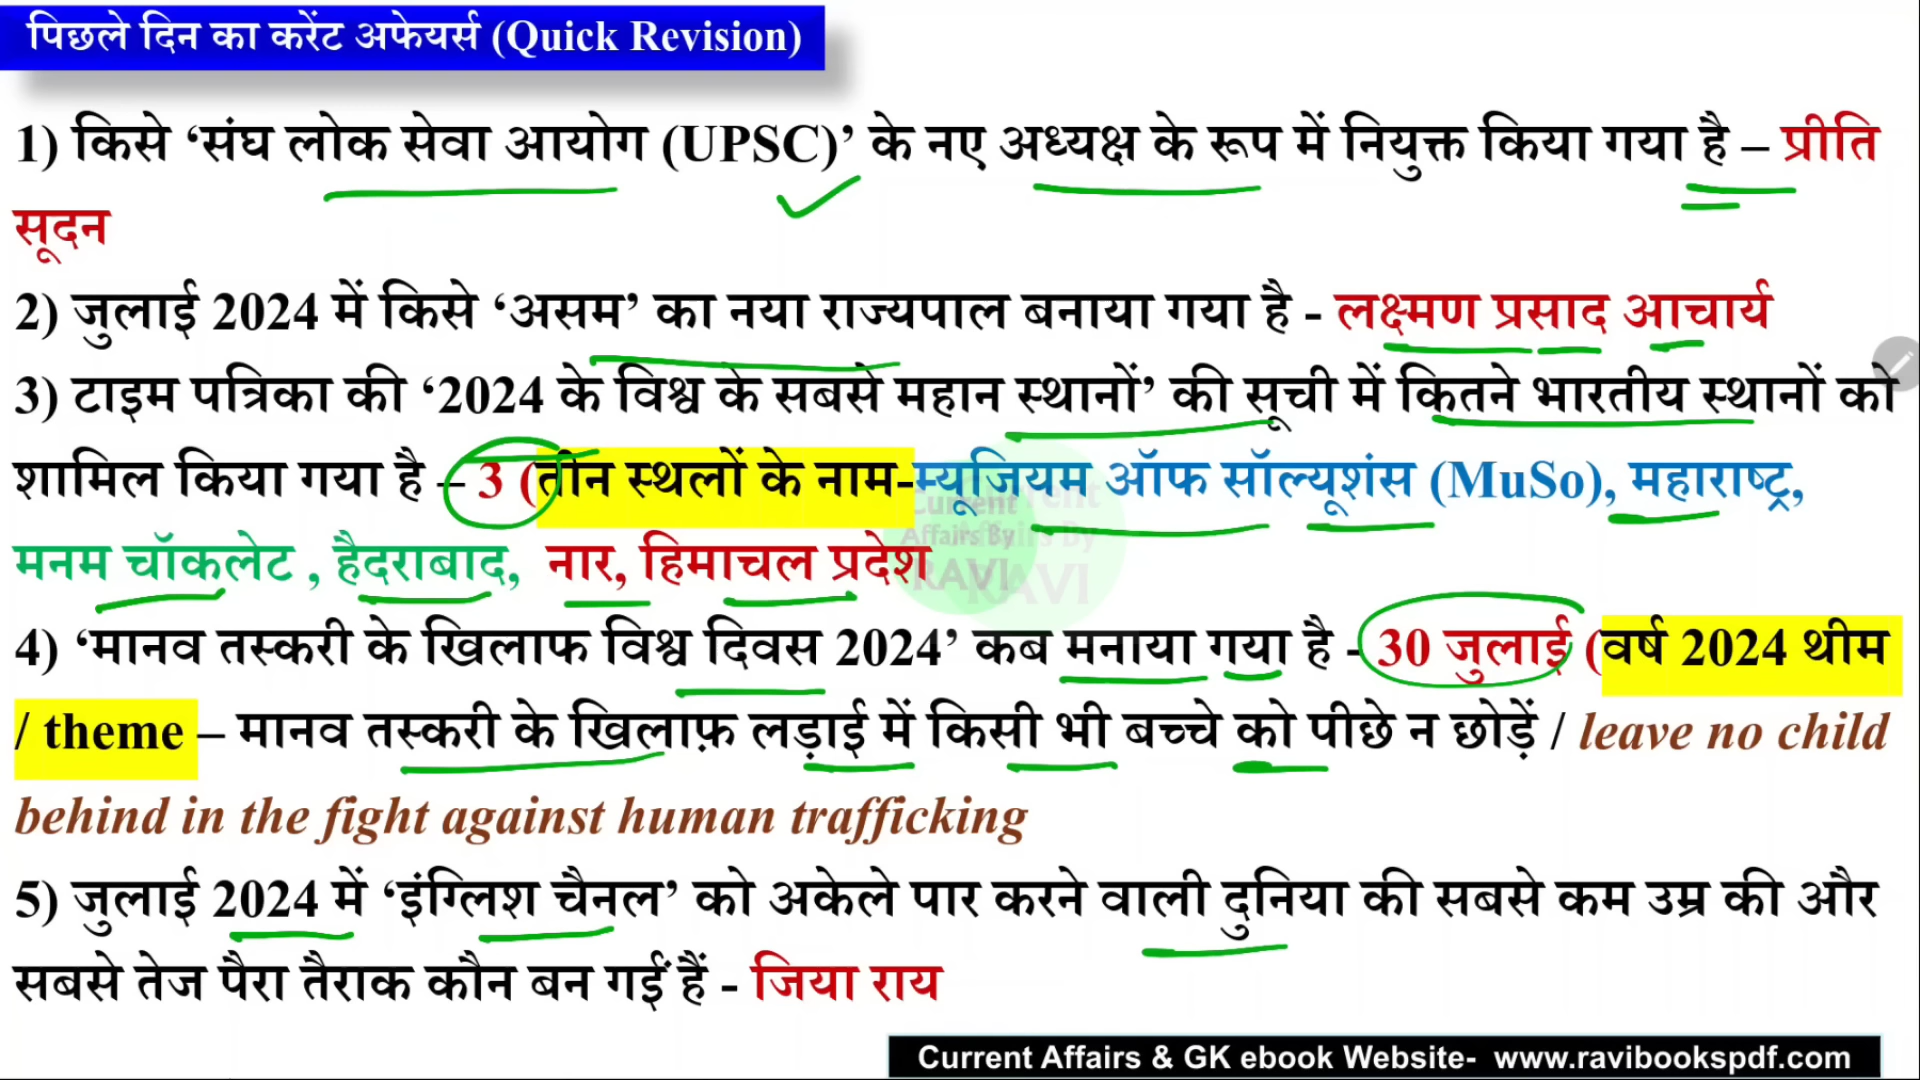 पिछले दिन का करेंट अफेयर्स (Quick Revision)
1) किसे ‘संघ लोक सेवा आयोग (UPSC)’ के नए अध्यक्ष के रूप में नियुक्त किया गया है – प्रीति
सूदन
2) जुलाई 2024 में किसे ‘असम’ का नया राज्यपाल बनाया गया है - लक्ष्मण प्रसाद आचार्य
3) टाइम पत्रिका की ‘2024 के विश्व के सबसे महान स्थानों’ की सूची में कितने भारतीय स्थानों को
शामिल किया गया है – 3 (तीन स्थलों के नाम-म्यूजियम ऑफ सॉल्यूशंस (MuSo), महाराष्ट्र,
मनम चॉकलेट , हैदराबाद, नार, हिमाचल प्रदेश
Current
Affairs By
RAVI
4) ‘मानव तस्करी के खिलाफ विश्व दिवस 2024’ कब मनाया गया है - 30 जुलाई (वर्ष 2024 थीम
/ theme – मानव तस्करी के खिलाफ़ लड़ाई में किसी भी बच्चे को पीछे न छोड़ें / leave no child
behind in the fight against human trafficking
5) जुलाई 2024 में ‘इंग्लिश चैनल’ को अकेले पार करने वाली दुनिया की सबसे कम उम्र की और
सबसे तेज पैरा तैराक कौन बन गईं हैं - जिया राय
Current Affairs & GK ebook Website- www.ravibookspdf.com